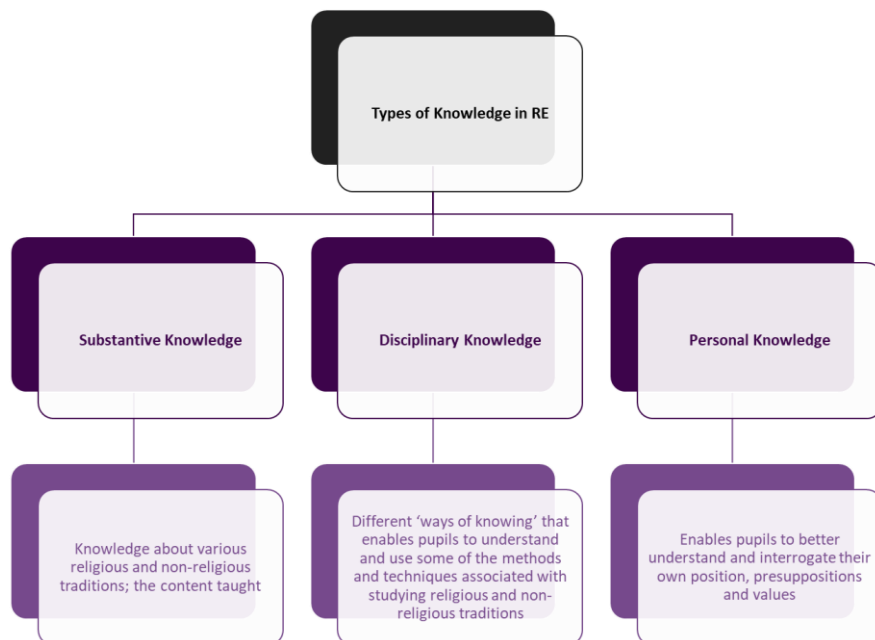 Types of Knowledge in RE
Substantive Knowledge
Disciplinary Knowledge
Personal Knowledge
Knowledge about various
religious and non-religious
traditions; the content taught
Different ‘ways of knowing’ that
enables pupils to understand
and use some of the methods
and techniques associated with
studying religious and non-
religious traditions
Enables pupils to better
understand and interrogate their
own position, presuppositions
and values